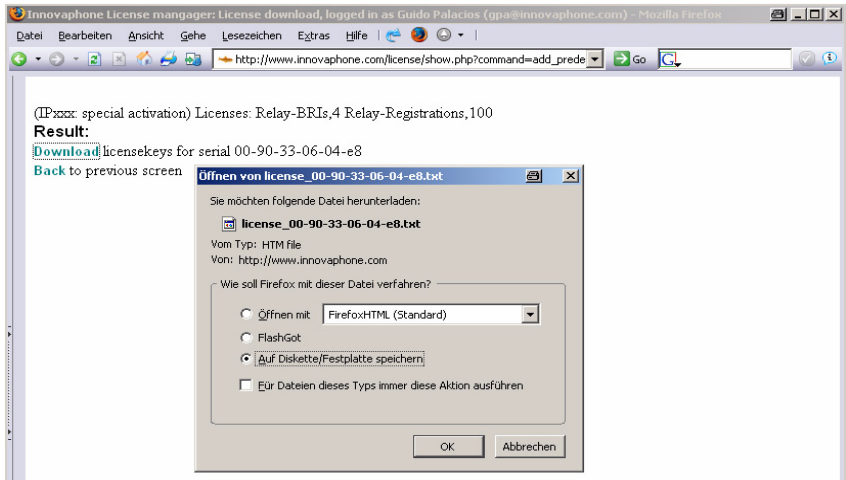 Innovaphone License mangager: License download, logged in as Guido Palacios (gpa@innovaphone.com) - Mozilla Firefox
Datei Bearbeiten Ansicht Gehe Lesezeichen Extras Hilfe
http://www.innovaphone.com/license/show.php?command=add_prede Go G
(IPxxx: special activation) Licenses: Relay-BRIs,4 Relay-Registrations,100
Result:
Download licensekeys for serial 00-90-33-06-04-e8
Back to previous screen
Öffnen von license_00-90-33-06-04-e8.txt
Sie möchten folgende Datei herunterladen:
license_00-90-33-06-04-e8.txt
Vom Typ: HTM file
Von: http://www.innovaphone.com
Wie soll Firefox mit dieser Datei verfahren?
Öffnen mit FirefoxHTML (Standard)
FlashGot
Auf Diskette/Festplatte speichern
Für Dateien dieses Typs immer diese Aktion ausführen
OK Abbrechen